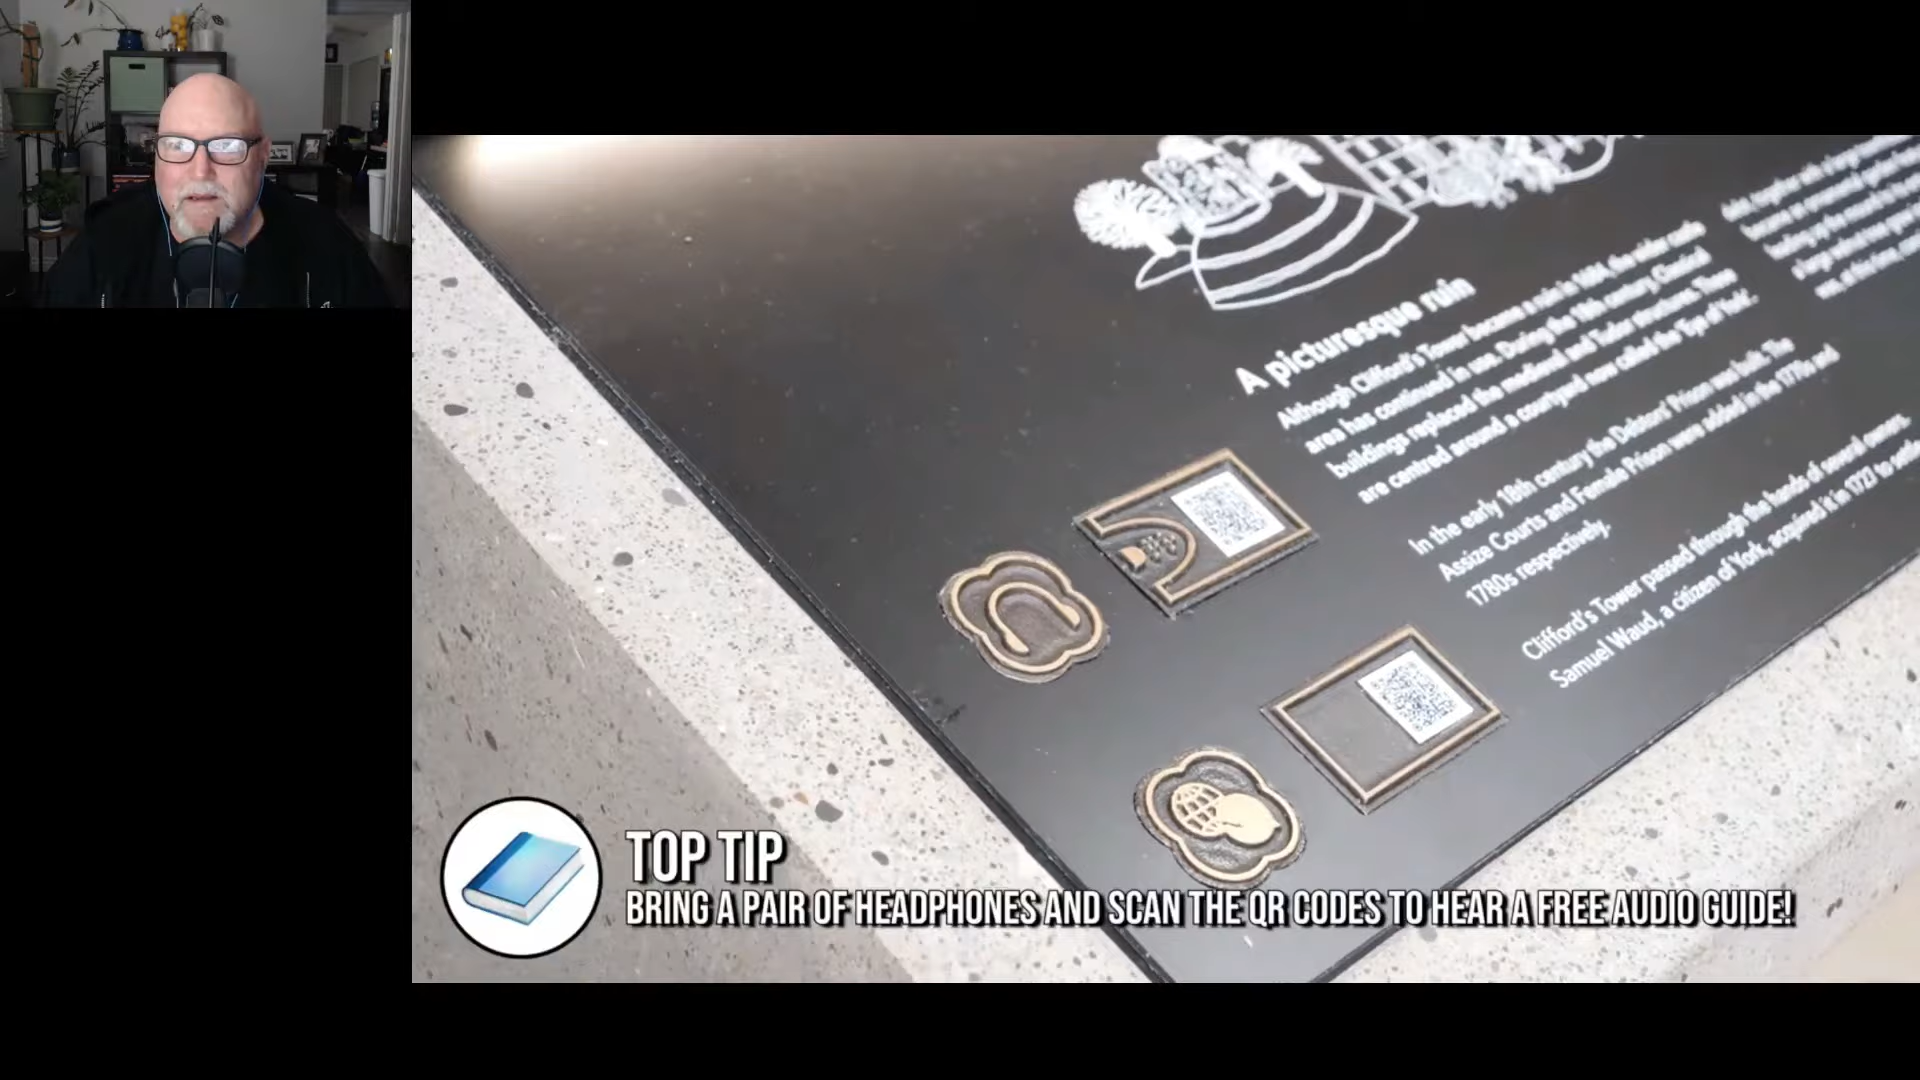 A picturesque ruin
Although Clifford's Tower became a ruin in 1684, the wider castle
area has continued in use. During the 18th century, Classical
buildings replaced the medieval and Tudor structures. These
are centred around a courtyard now called the 'Eye of York'.
In the early 18th century the Debtors' Prison was built. The
Assize Courts and Female Prison were added in the 1770s and
1780s respectively.
Clifford's Tower passed through the hands of several owners.
Samuel Waud, a citizen of York, acquired it in 1727 to settle
TOP TIP
BRING A PAIR OF HEADPHONES AND SCAN THE QR CODES TO HEAR A FREE AUDIO GUIDE!